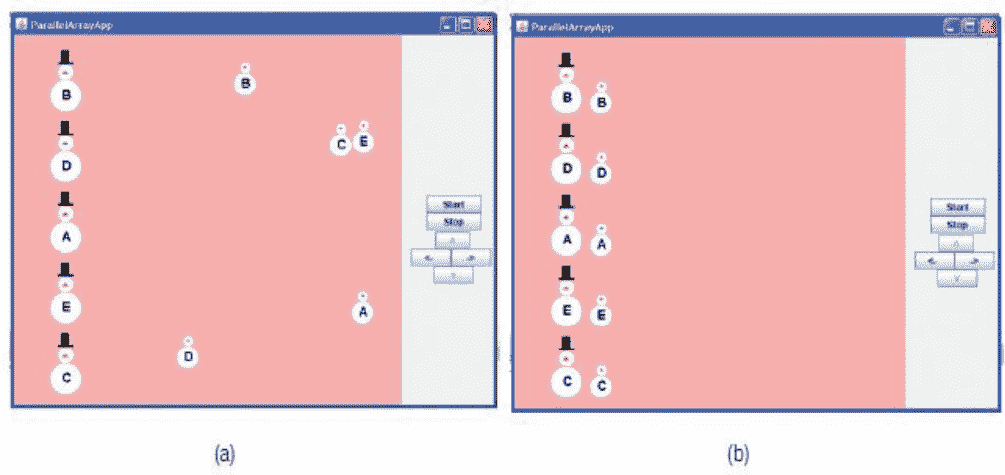 ParallelArrayApp
B
B
C E
D
A
E
A
D
C
Start
Stop
(a)
ParallelArrayApp
B B
D D
A A
E E
C C
Start
Stop
(b)